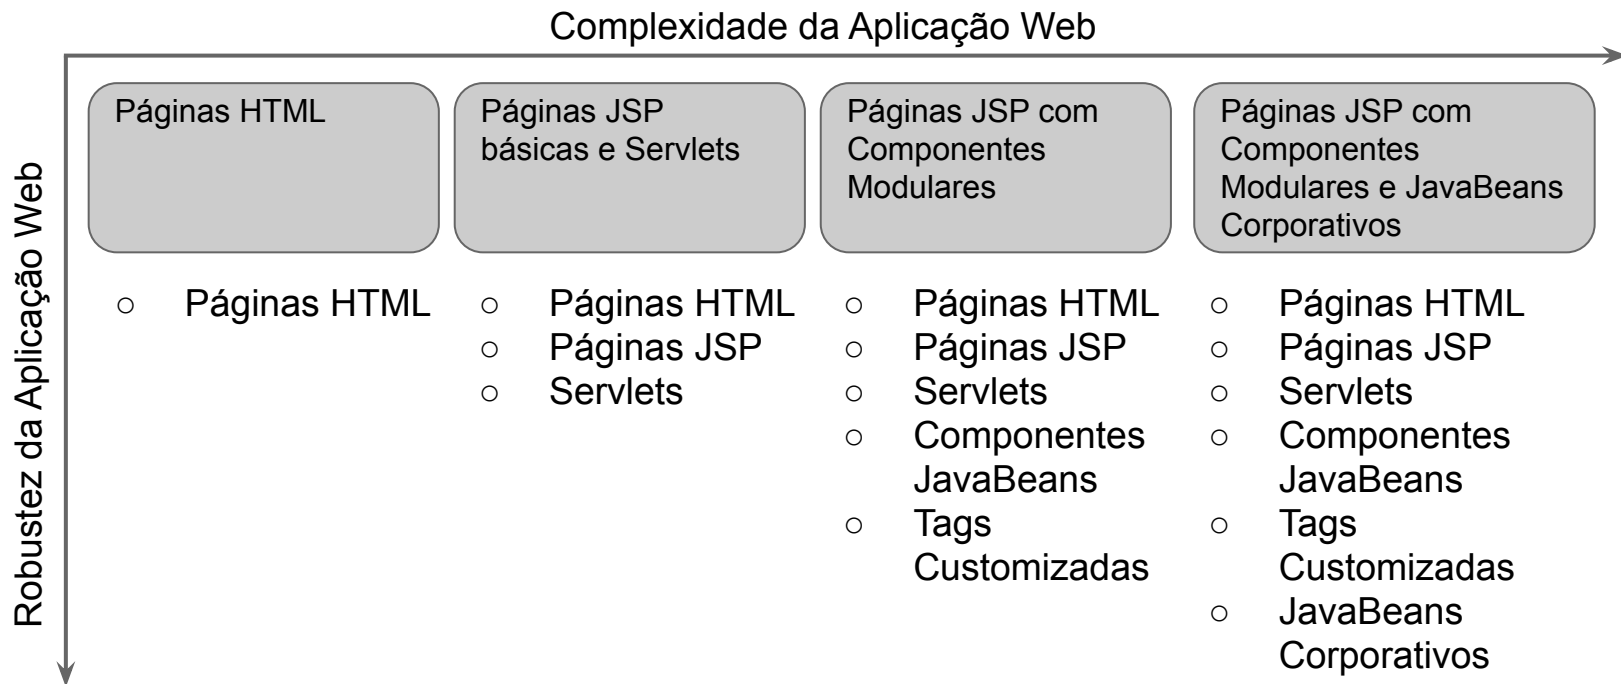 Complexidade da Aplicação Web
Robustez da Aplicação Web
Páginas HTML
Páginas JSP
básicas e Servlets
Páginas JSP com
Componentes
Modulares
Páginas JSP com
Componentes
Modulares e JavaBeans
Corporativos
○ Páginas HTML
○ Páginas HTML
○ Páginas JSP
○ Servlets
○ Páginas HTML
○ Páginas JSP
○ Servlets
○ Componentes
JavaBeans
○ Tags
Customizadas
○ Páginas HTML
○ Páginas JSP
○ Servlets
○ Componentes
JavaBeans
○ Tags
Customizadas
○ JavaBeans
Corporativos